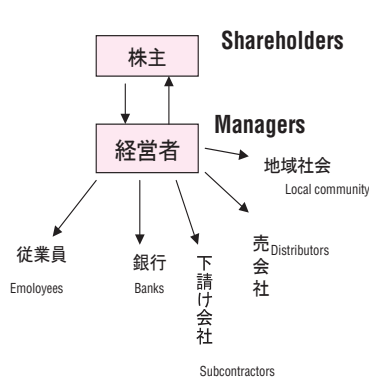 株主
Shareholders
経営者
Managers
地域社会
Local community
従業員
Emoloyees
銀行
Banks
下請け会社
Subcontractors
売会社
Distributors